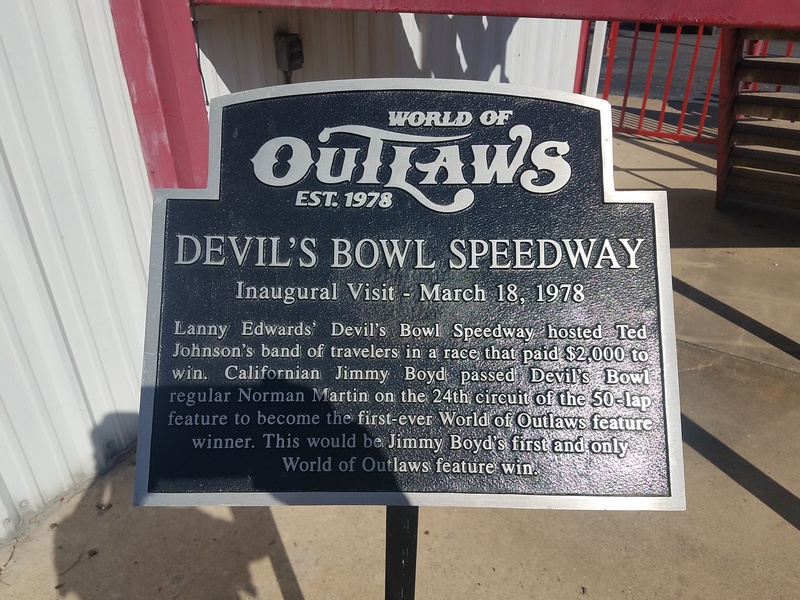 WORLD OF
OUTLAWS
EST. 1978
DEVIL'S BOWL SPEEDWAY
Inaugural Visit - March 18, 1978
Lanny Edwards' Devil's Bowl Speedway hosted Ted
Johnson's band of travelers in a race that paid $2,000 to
win. Californian Jimmy Boyd passed Devil's Bowl
regular Norman Martin on the 24th circuit of the 50-lap
feature to become the first-ever World of Outlaws feature
winner. This would be Jimmy Boyd's first and only
World of Outlaws feature win.